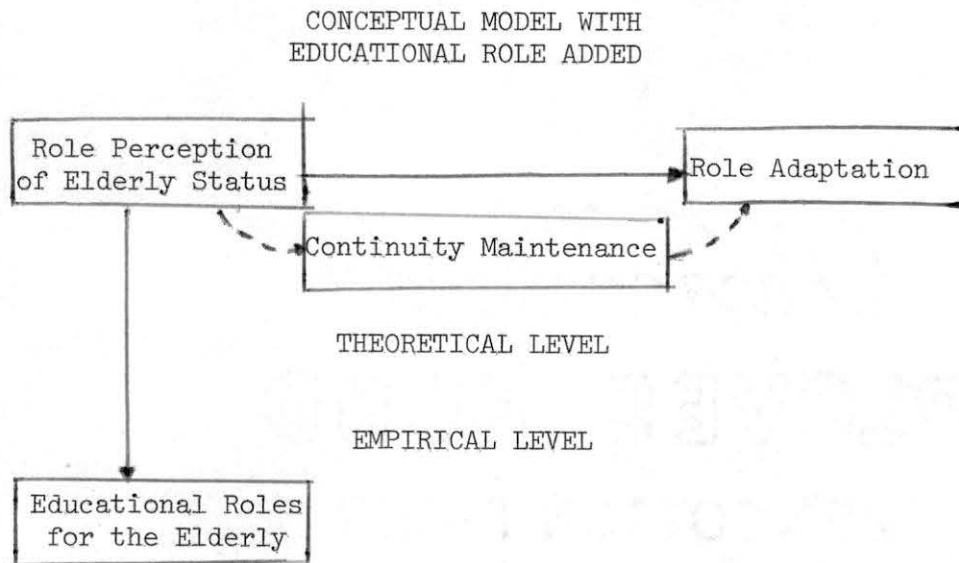 CONCEPTUAL MODEL WITH
EDUCATIONAL ROLE ADDED
Role Perception
of Elderly Status
Role Adaptation
Continuity Maintenance
THEORETICAL LEVEL
EMPIRICAL LEVEL
Educational Roles
for the Elderly